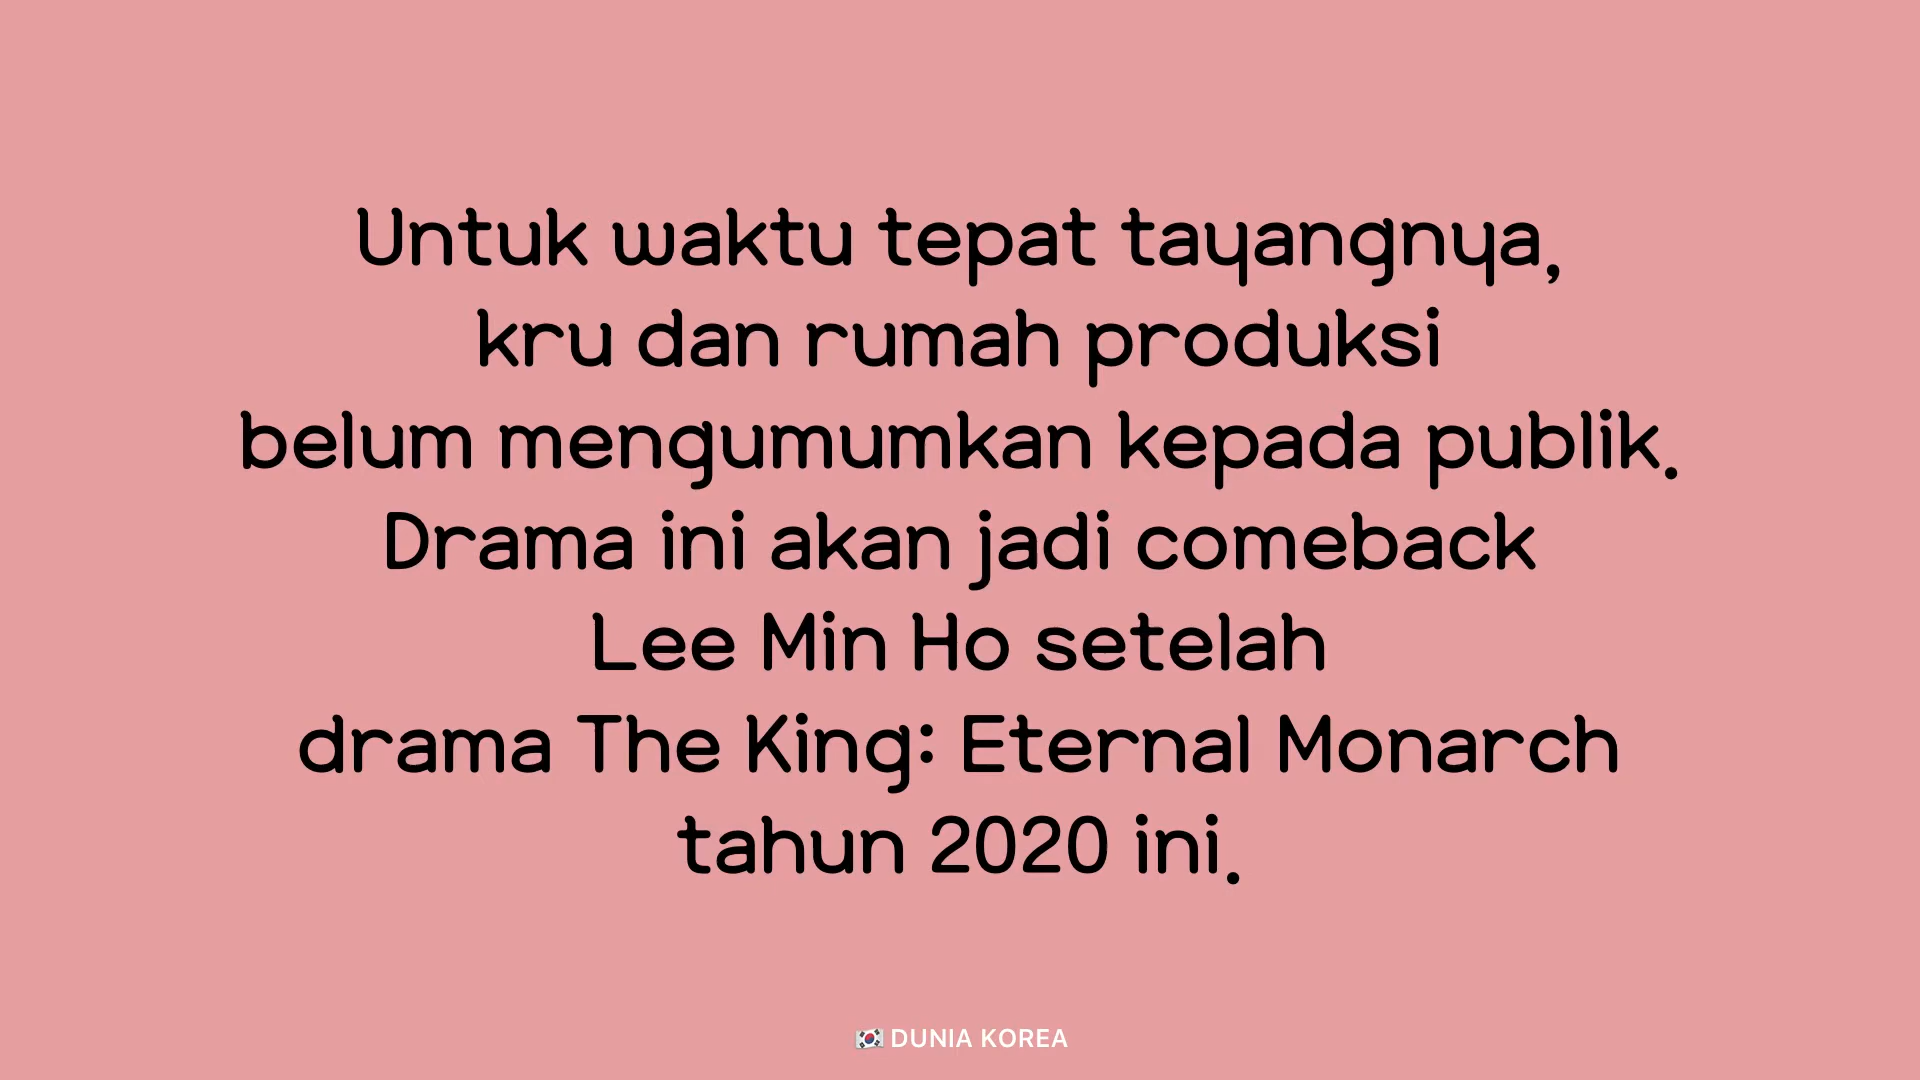 Untuk waktu tepat tayangnya,
kru dan rumah produksi
belum mengumumkan kepada publik.
Drama ini akan jadi comeback
Lee Min Ho setelah
drama The King: Eternal Monarch
tahun 2020 ini.
DUNIA KOREA